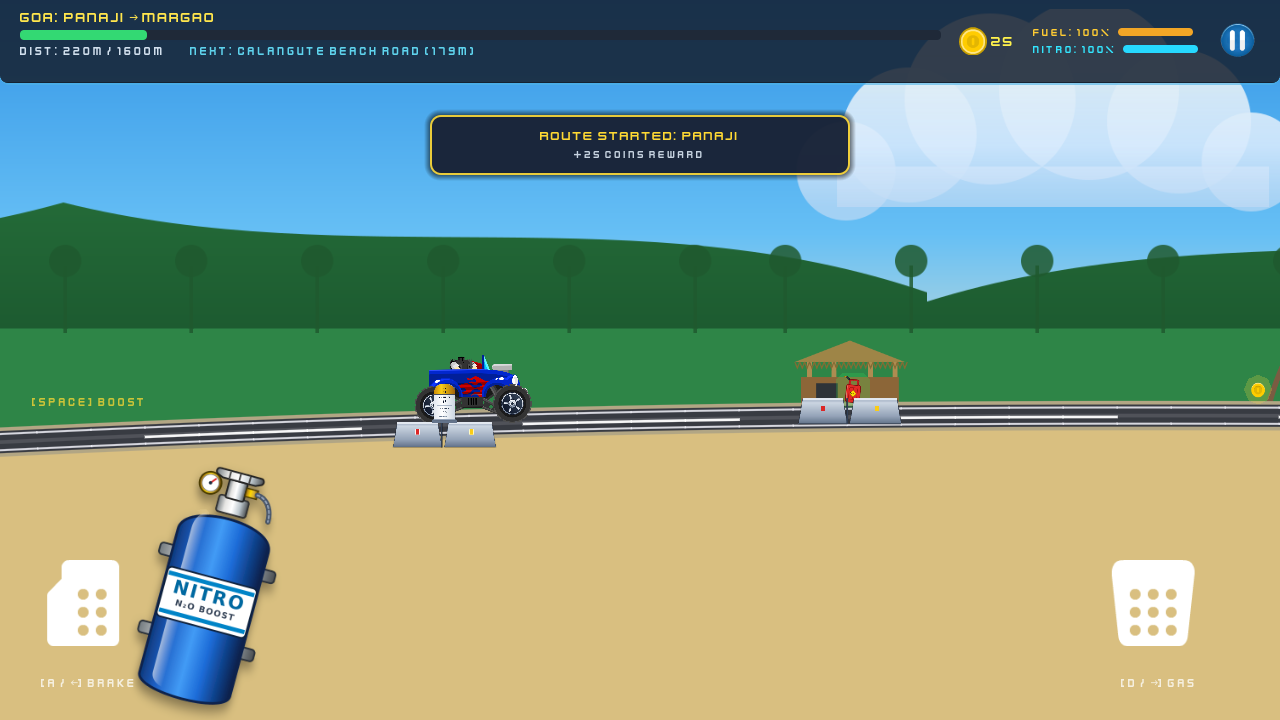 GOA: PANAJI → MARGAO
DIST: 220M / 1600M
NEXT: CALANGUTE BEACH ROAD (175M)
25
FUEL: 100%
NITRO: 100%
ROUTE STARTED: PANAJI
+25 COINS REWARD
[SPACE] BOOST
NITRO
N₂O BOOST
[A / ←] BRAKE
[D / →] GAS